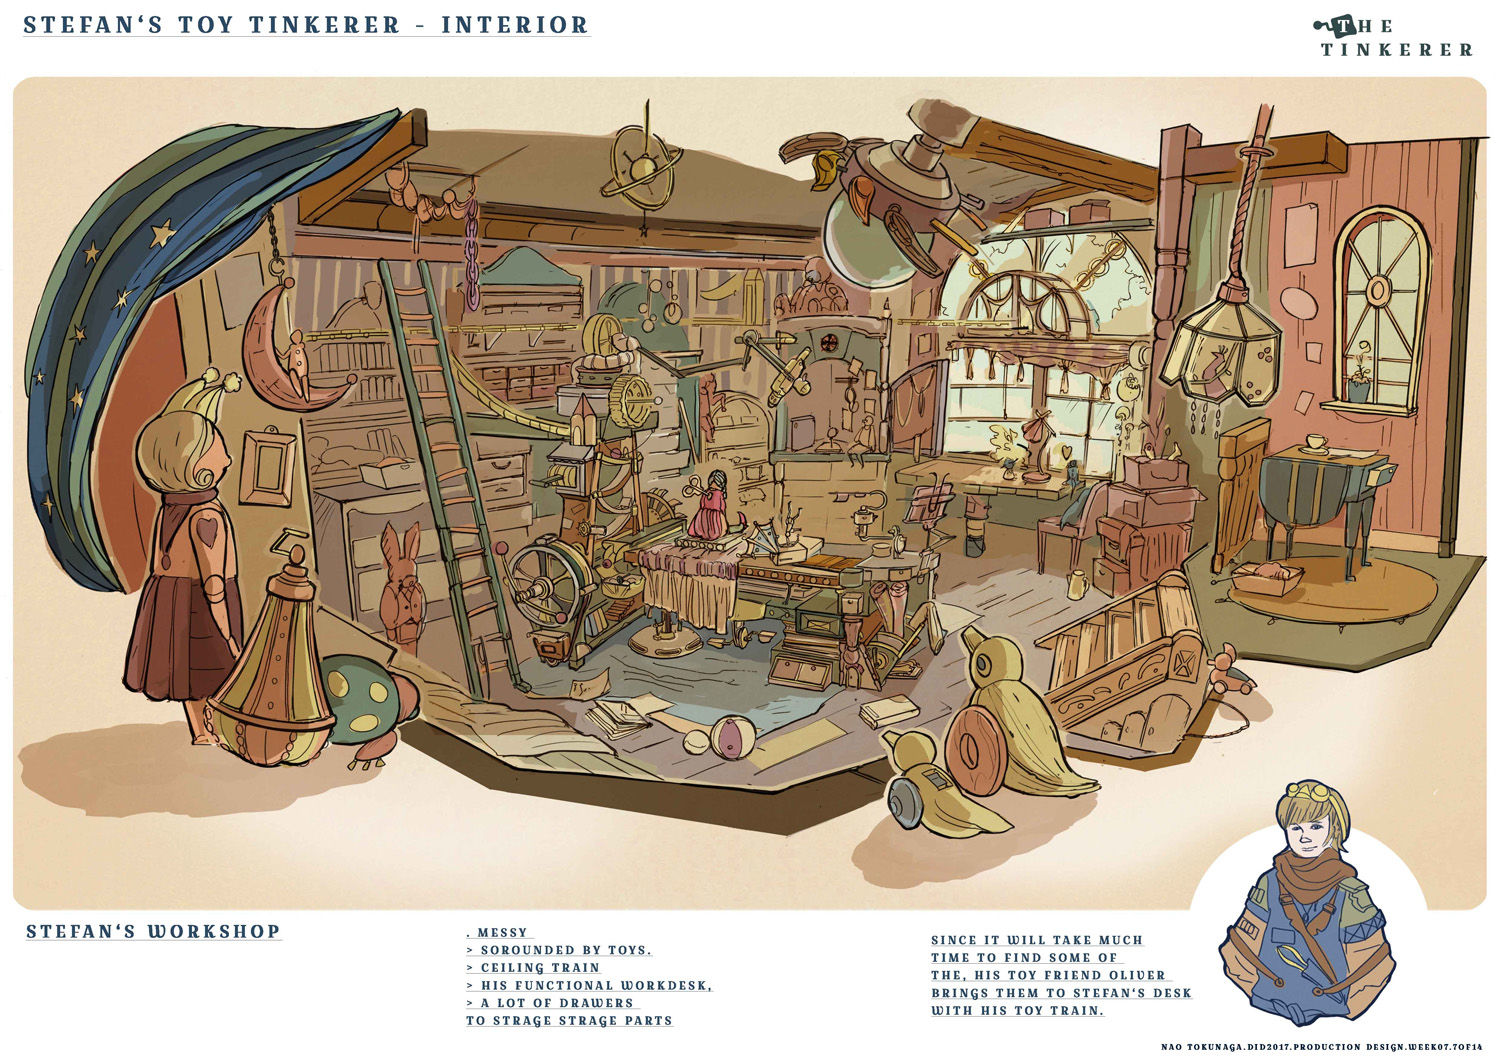 STEFAN'S TOY TINKERER - INTERIOR
THE
TINKERER
STEFAN'S WORKSHOP
. MESSY
> SOROUNDED BY TOYS.
> CEILING TRAIN
> HIS FUNCTIONAL WORKDESK,
> A LOT OF DRAWERS
TO STRAGE STRAGE PARTS
SINCE IT WILL TAKE MUCH
TIME TO FIND SOME OF
THE, HIS TOY FRIEND OLIVER
BRINGS THEM TO STEFAN'S DESK
WITH HIS TOY TRAIN.
NAO TOKUNAGA.DID2017.PRODUCTION DESIGN.WEEK07.7OF14